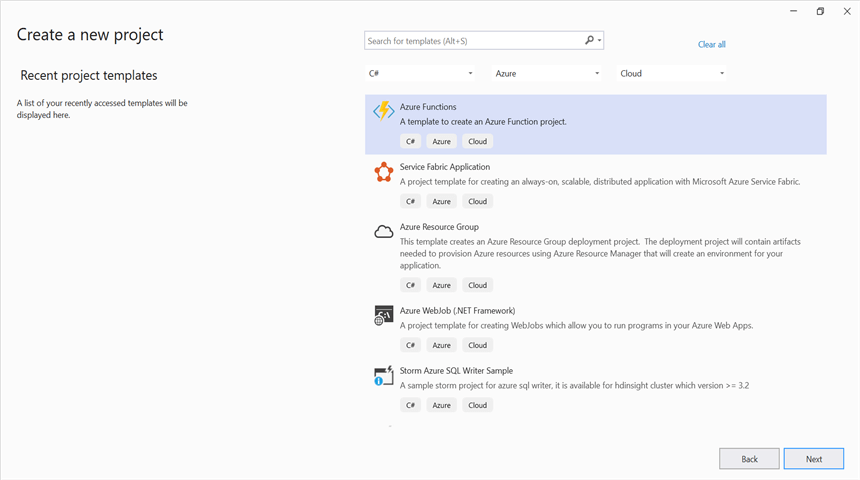 Create a new project
Recent project templates
A list of your recently accessed templates will be
displayed here.
Search for templates (Alt+S)
Clear all
C#
Azure
Cloud
Azure Functions
A template to create an Azure Function project.
C#
Azure
Cloud
Service Fabric Application
A project template for creating an always-on, scalable, distributed application with Microsoft Azure Service Fabric.
C#
Azure
Cloud
Azure Resource Group
This template creates an Azure Resource Group deployment project.  The deployment project will contain artifacts
needed to provision Azure resources using Azure Resource Manager that will create an environment for your
application.
C#
Azure
Cloud
Azure WebJob (.NET Framework)
A project template for creating WebJobs which allow you to run programs in your Azure Web Apps.
C#
Azure
Cloud
Storm Azure SQL Writer Sample
A sample storm project for azure sql writer, it is available for hdinsight cluster which version >= 3.2
C#
Azure
Cloud
Back
Next